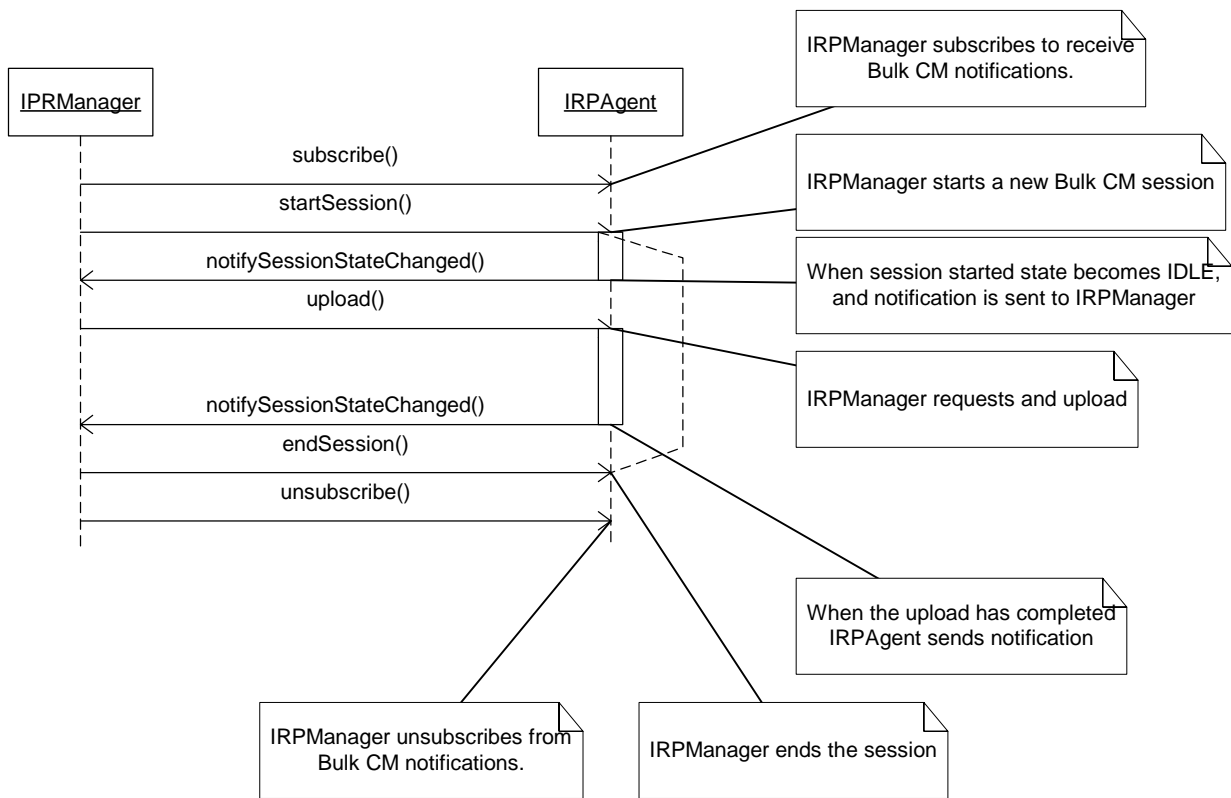 IRPManager subscribes to receive
Bulk CM notifications.
IPRManager
IRPAgent
subscribe()
startSession()
IRPManager starts a new Bulk CM session
notifySessionStateChanged()
When session started state becomes IDLE,
and notification is sent to IRPManager
upload()
IRPManager requests and upload
notifySessionStateChanged()
endSession()
unsubscribe()
When the upload has completed
IRPAgent sends notification
IRPManager unsubscribes from
Bulk CM notifications.
IRPManager ends the session